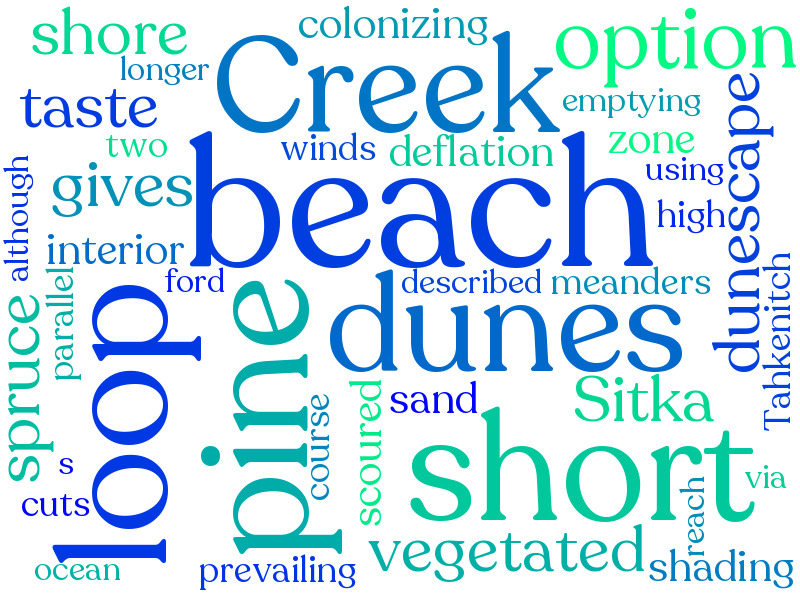 shore
colonizing
option
longer
Creek
taste
emptying
dunescape
two
winds
deflation
zone
beach
using
although
gives
high
interior
ford
described
meanders
parallel
loop
pine
dunes
Tahkenitch
spruce
sand
Sitka
course
scoured
short
s
via
cuts
reach
vegetated
ocean
prevailing
shading